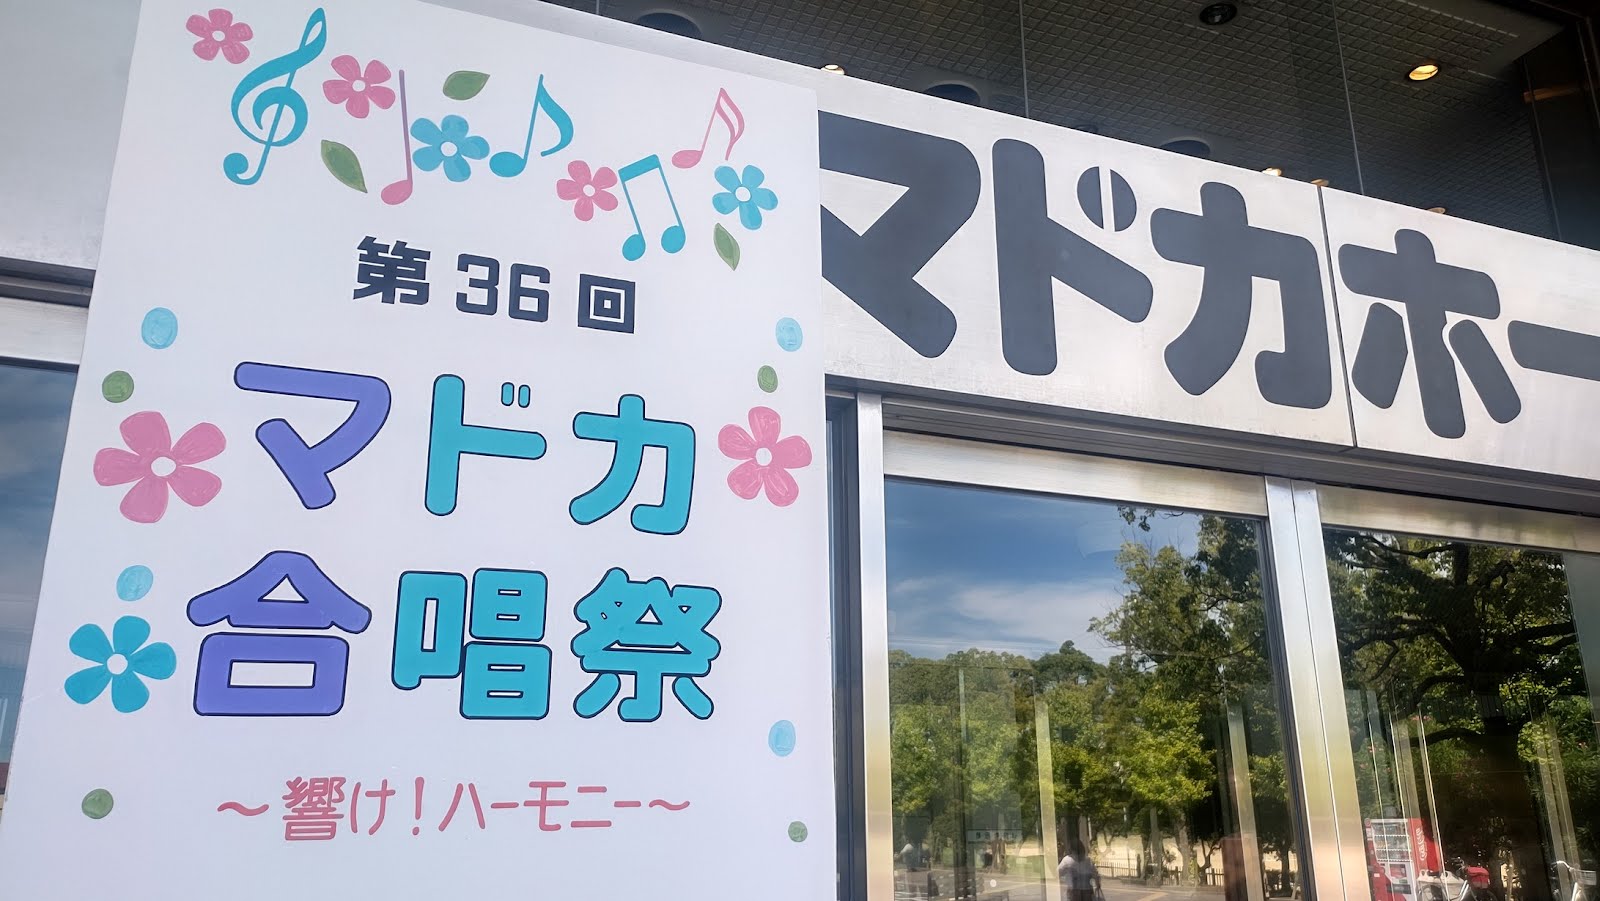 第36回
マドカ
合唱祭
～響け！ハーモニー～
マドカホー